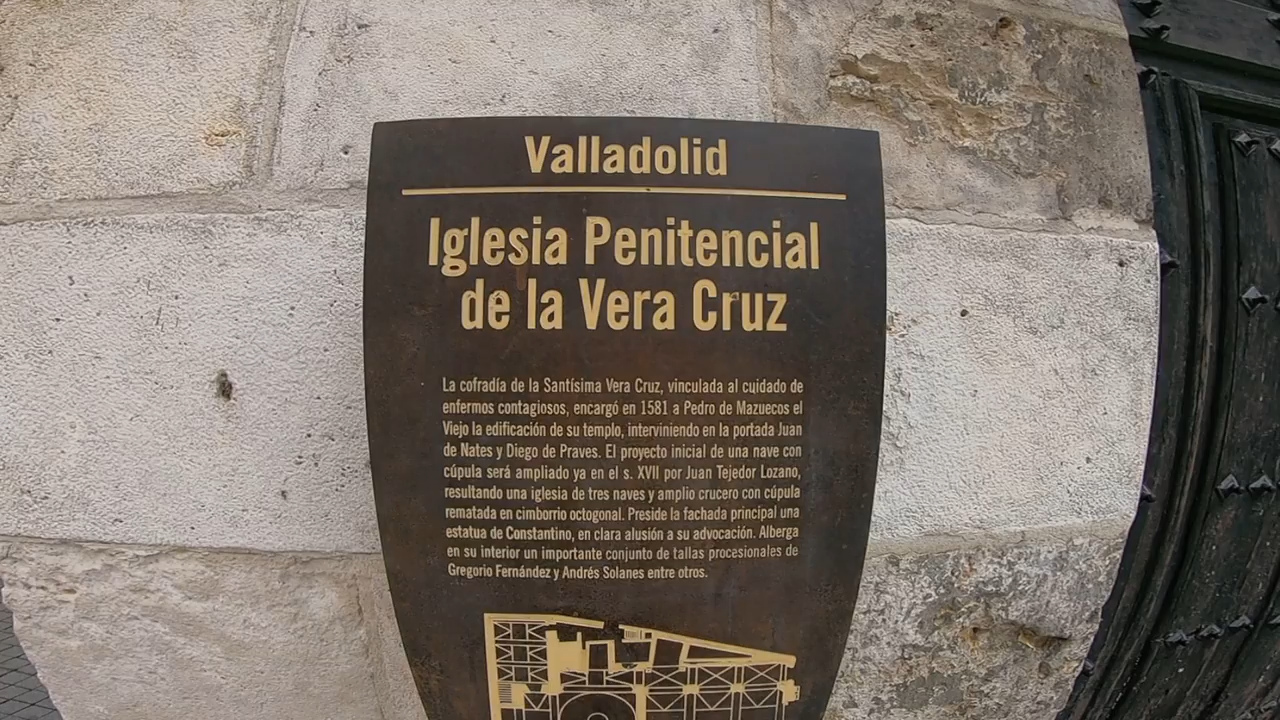 Valladolid
Iglesia Penitencial
de la Vera Cruz
La cofradía de la Santísima Vera Cruz, vinculada al cuidado de
enfermos contagiosos, encargó en 1581 a Pedro de Mazuecos el
Viejo la edificación de su templo, interviniendo en la portada Juan
de Nates y Diego de Praves. El proyecto inicial de una nave con
cúpula será ampliado ya en el s. XVII por Juan Tejedor Lozano,
resultando una iglesia de tres naves y amplio crucero con cúpula
rematada en cimborrio octogonal. Preside la fachada principal una
estatua de Constantino, en clara alusión a su advocación. Alberga
en su interior un importante conjunto de tallas procesionales de
Gregorio Fernández y Andrés Solanes entre otros.